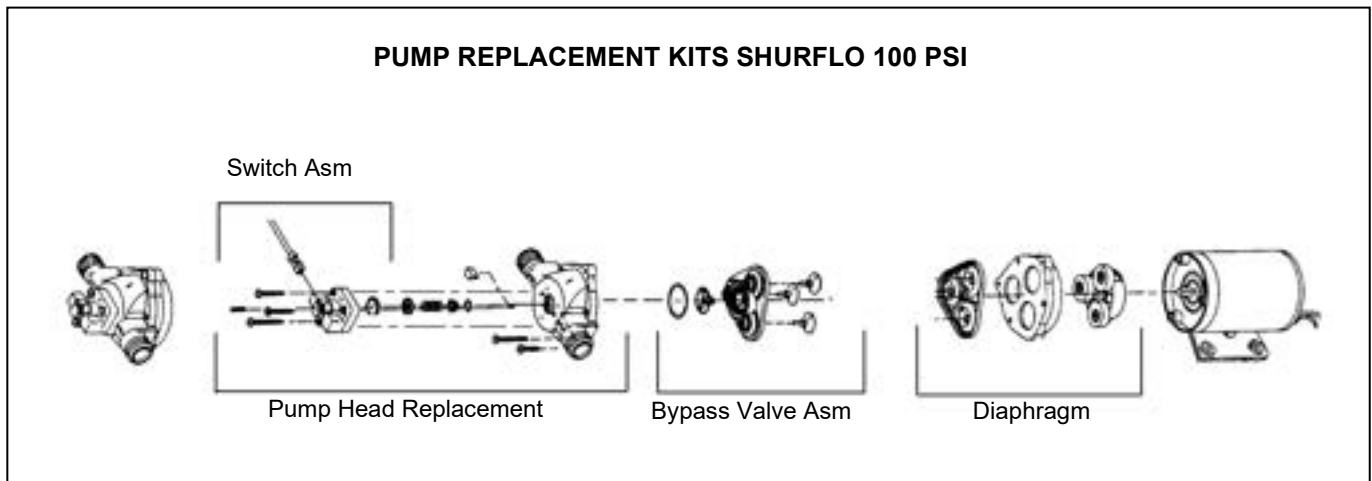 PUMP REPLACEMENT KITS SHURFLO 100 PSI
Switch Asm
Pump Head Replacement
Bypass Valve Asm
Diaphragm